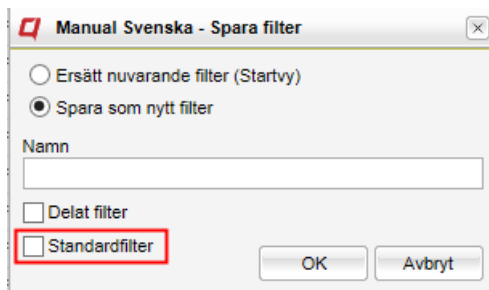 Manual Svenska - Spara filter
Ersätt nuvarande filter (Startvy)
Spara som nytt filter
Namn
Delat filter
Standardfilter
OK
Avbryt